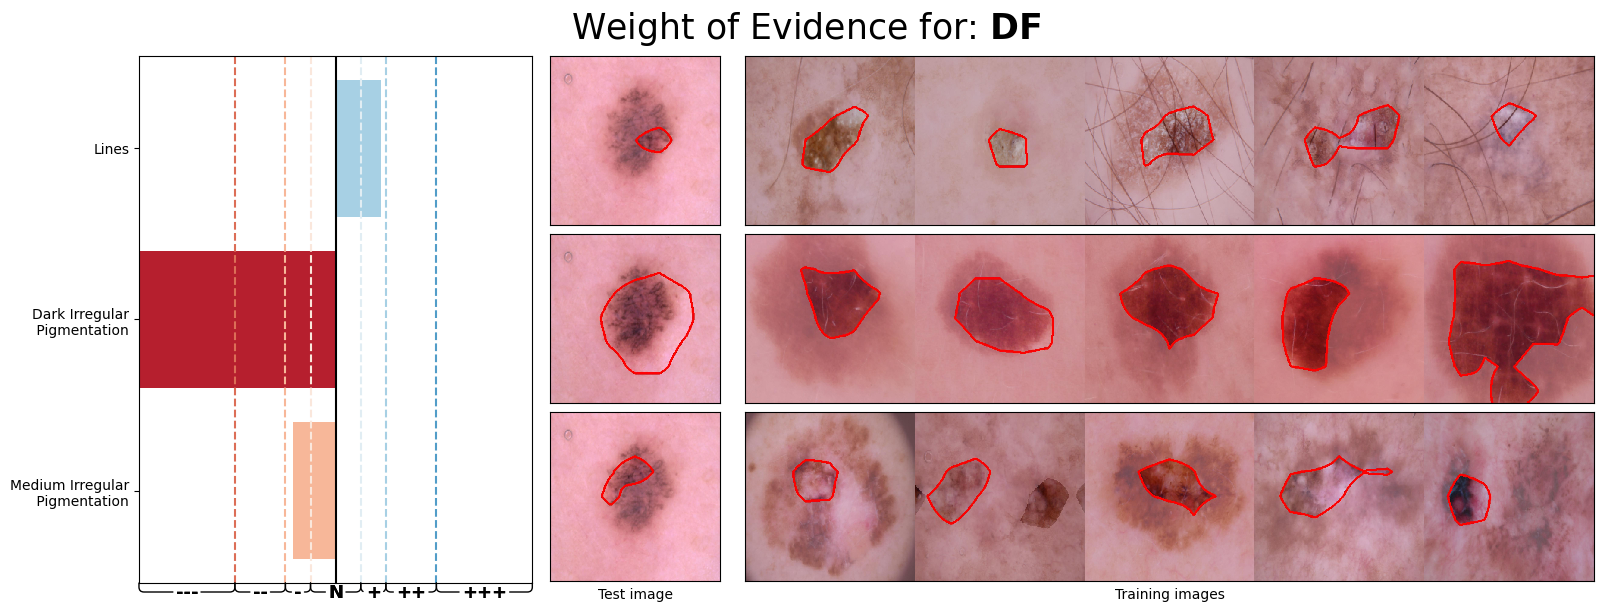 Weight of Evidence for: DF
Lines
Dark Irregular
Pigmentation
Medium Irregular
Pigmentation
--- -- - N + ++ +++
Test image
Training images